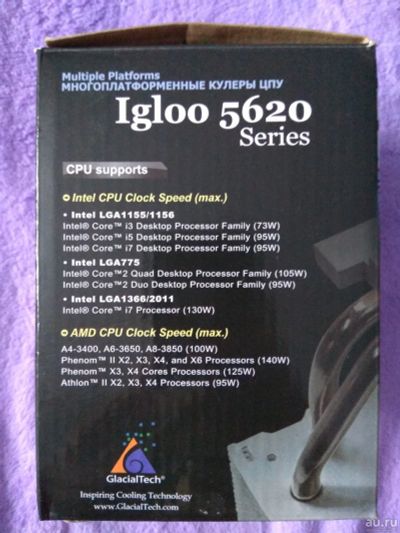 Multiple Platforms
МНОГОПЛАТФОРМЕННЫЕ КУЛЕРЫ ЦПУ
Igloo 5620
Series
CPU supports
Intel CPU Clock Speed (max.)
• Intel LGA1155/1156
Intel® Core™ i3 Desktop Processor Family (73W)
Intel® Core™ i5 Desktop Processor Family (95W)
Intel® Core™ i7 Desktop Processor Family (95W)
• Intel LGA775
Intel® Core™2 Quad Desktop Processor Family (105W)
Intel® Core™2 Duo Desktop Processor Family (95W)
• Intel LGA1366/2011
Intel® Core™ i7 Processor (130W)
AMD CPU Clock Speed (max.)
A4-3400, A6-3650, A8-3850 (100W)
Phenom™ II X2, X3, X4, and X6 Processors (140W)
Phenom™ X3, X4 Cores Processors (125W)
Athlon™ II X2, X3, X4 Processors (95W)
GlacialTech®
Inspiring Cooling Technology
www.GlacialTech.com
au.ru